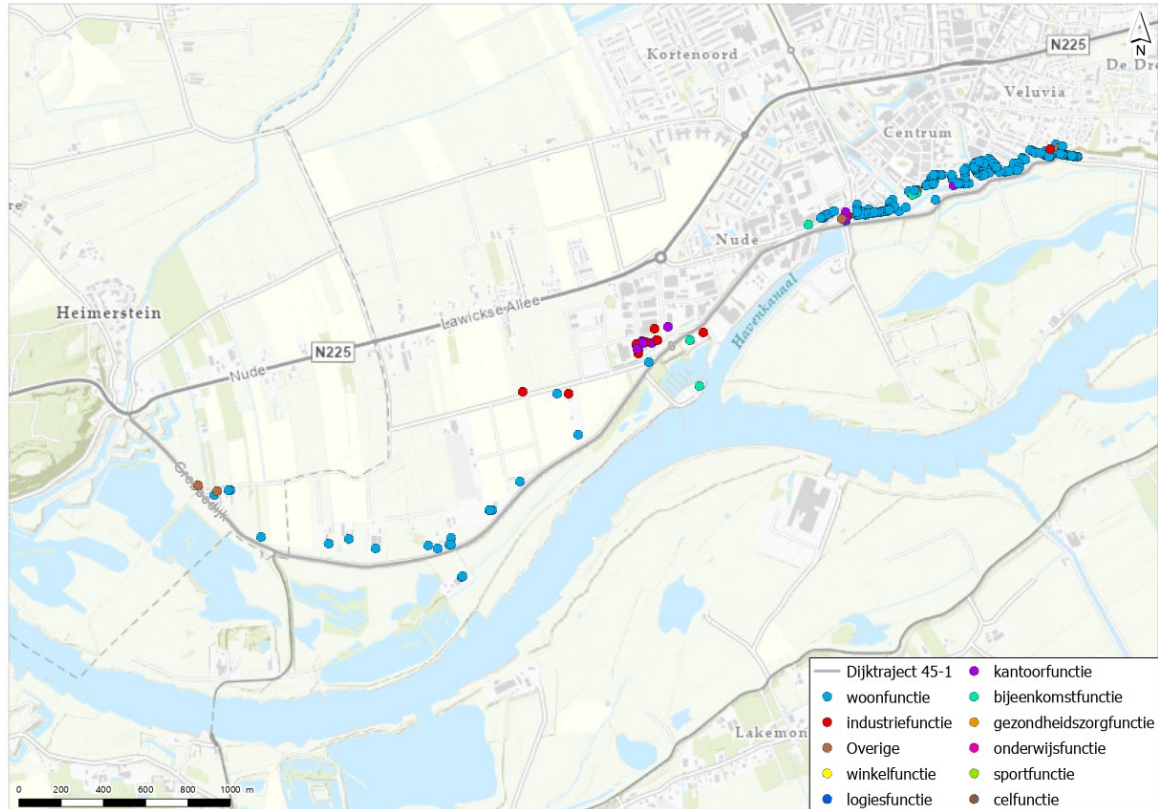 N225
Kortenoord
De Dre
Veluvia
Centrum
Nude
Havenkanaal
Lawickse Allee
Heimerstein
N225
Nude
Grebbedijk
Lakemon
Dijktraject 45-1
woonfunctie
industriefunctie
Overige
winkelfunctie
logiesfunctie
kantoorfunctie
bijeenkomstfunctie
gezondheidszorgfunctie
onderwijsfunctie
sportfunctie
celfunctie
0 200 400 600 800 1000 m
N
re